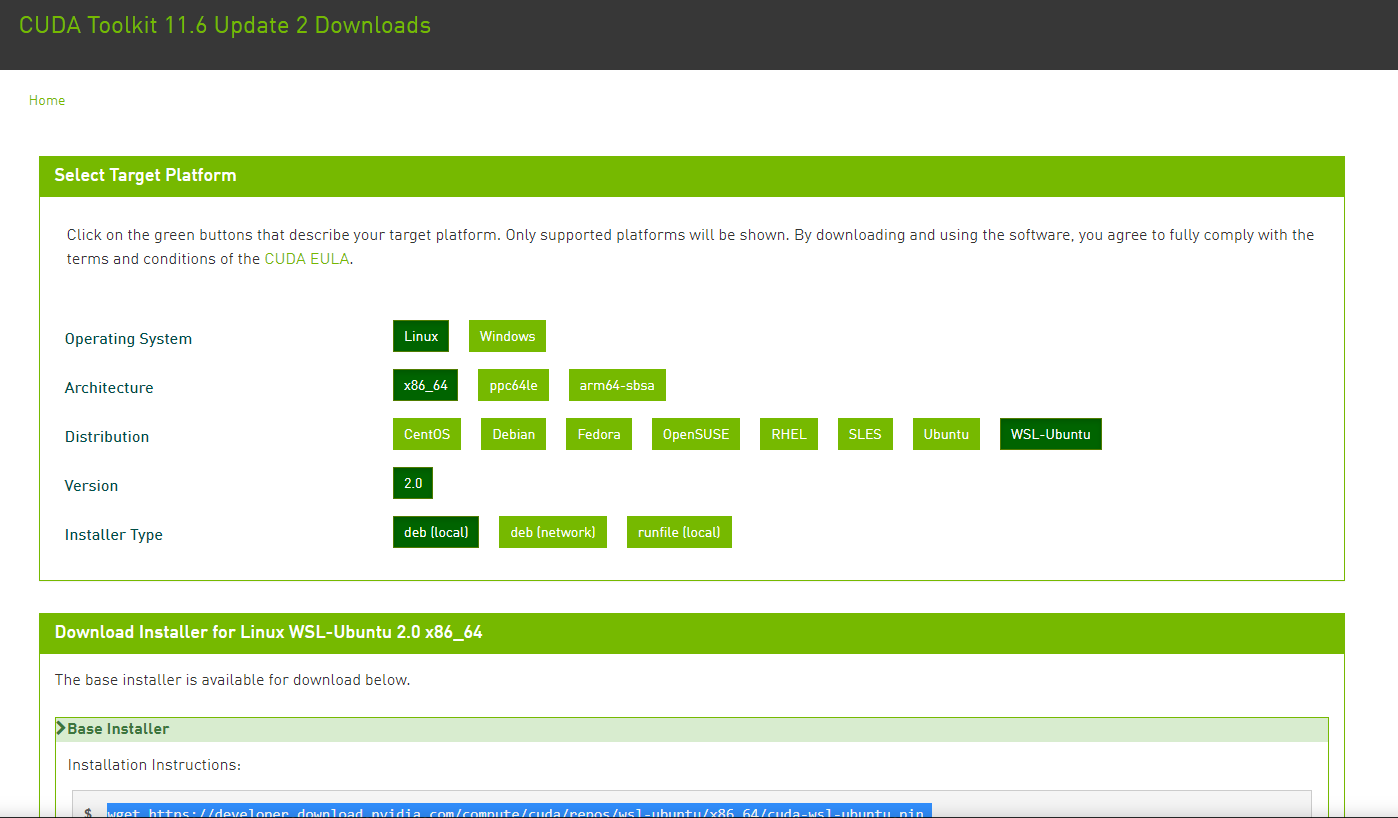 CUDA Toolkit 11.6 Update 2 Downloads
Home
Select Target Platform
Click on the green buttons that describe your target platform. Only supported platforms will be shown. By downloading and using the software, you agree to fully comply with the
terms and conditions of the CUDA EULA.
Operating System Linux Windows
Architecture x86_64 ppc64le arm64-sbsa
Distribution CentOS Debian Fedora OpenSUSE RHEL SLES Ubuntu WSL-Ubuntu
Version 2.0
Installer Type deb (local) deb (network) runfile (local)
Download Installer for Linux WSL-Ubuntu 2.0 x86_64
The base installer is available for download below.
Base Installer
Installation Instructions:
$ wget https://developer.download.nvidia.com/compute/cuda/repos/wsl-ubuntu/x86_64/cuda-wsl-ubuntu.pin